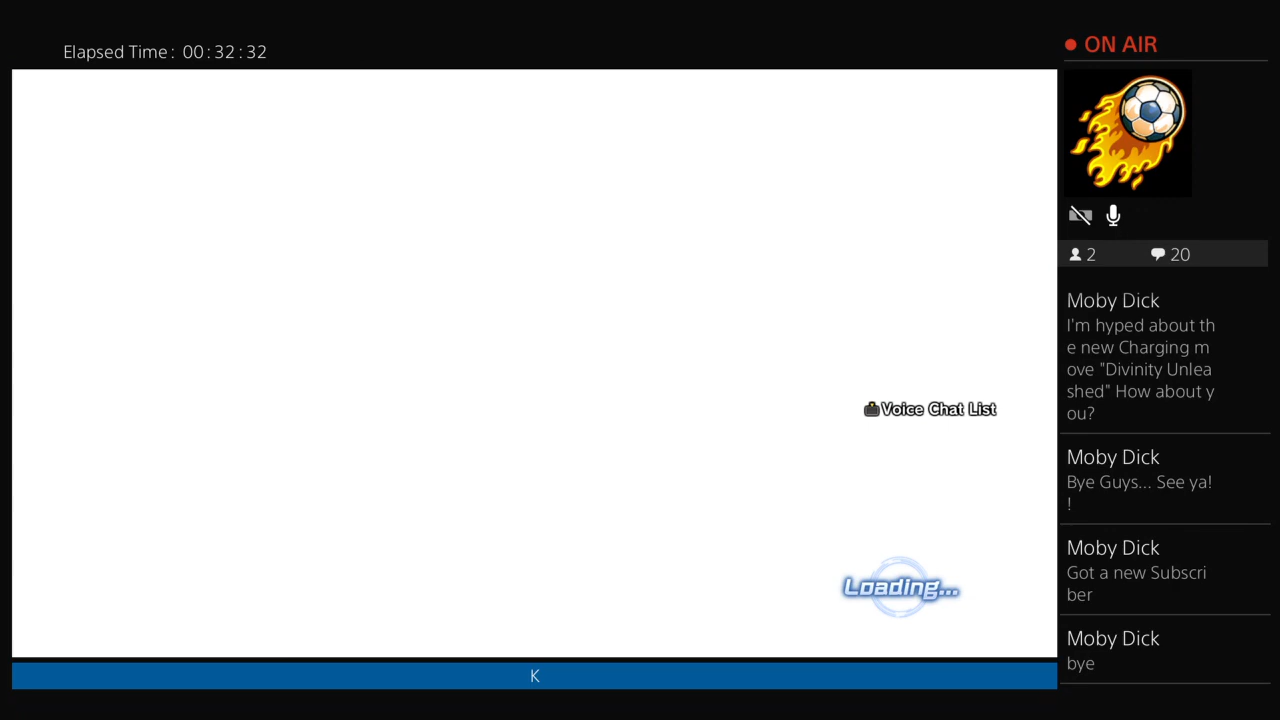 Elapsed Time: 00:32:32
ON AIR
2 20
Moby Dick
I'm hyped about th
e new Charging m
ove "Divinity Unlea
shed" How about y
ou?
Voice Chat List
Moby Dick
Bye Guys... See ya!
!
Moby Dick
Got a new Subscri
ber
Loading...
Moby Dick
bye
K